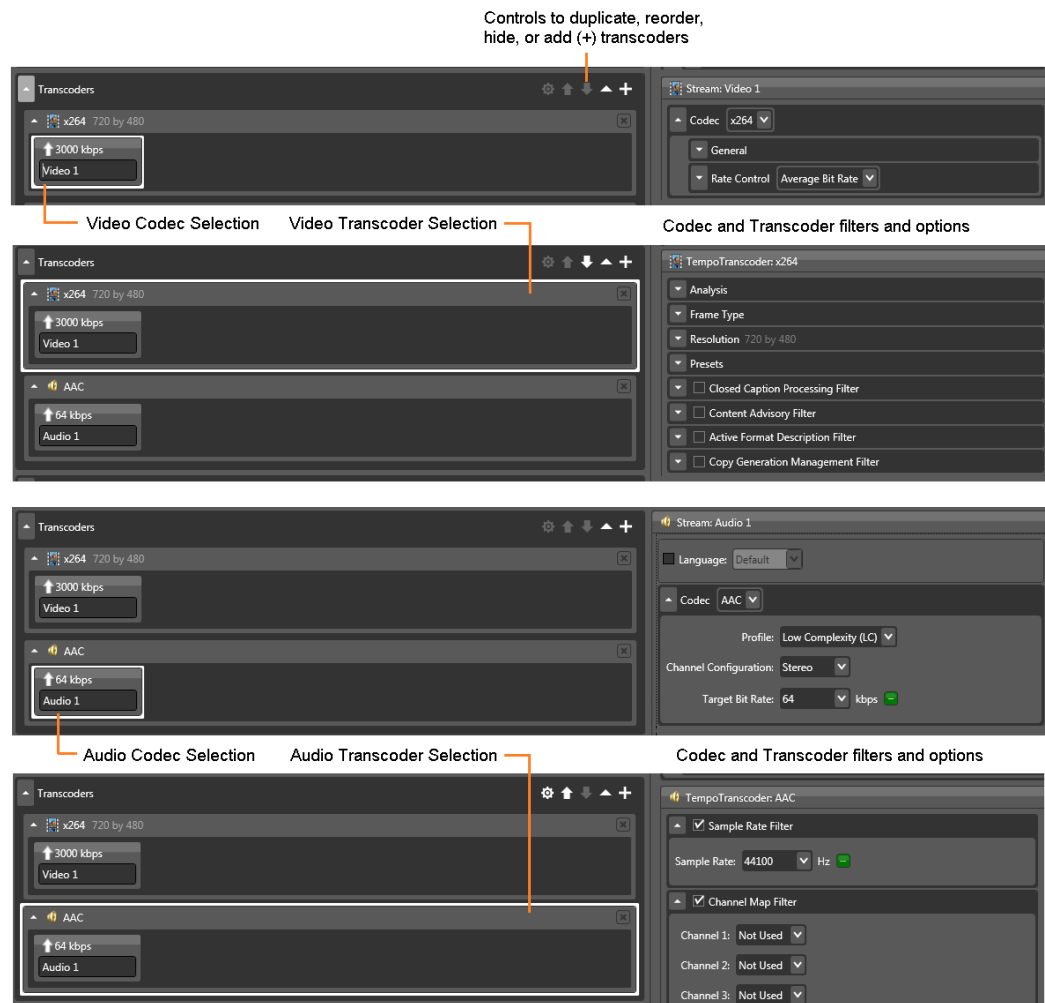 Controls to duplicate, reorder,
hide, or add (+) transcoders
Transcoders
x264 720 by 480
3000 kbps
Video 1
Stream: Video 1
Codec x264
General
Rate Control Average Bit Rate
Video Codec Selection Video Transcoder Selection Codec and Transcoder filters and options
Transcoders
x264 720 by 480
3000 kbps
Video 1
AAC
64 kbps
Audio 1
TempoTranscoder: x264
Analysis
Frame Type
Resolution 720 by 480
Presets
Closed Caption Processing Filter
Content Advisory Filter
Active Format Description Filter
Copy Generation Management Filter
Transcoders
x264 720 by 480
3000 kbps
Video 1
AAC
64 kbps
Audio 1
Stream: Audio 1
Language: Default
Codec AAC
Profile: Low Complexity (LC)
Channel Configuration: Stereo
Target Bit Rate: 64 kbps
Audio Codec Selection Audio Transcoder Selection Codec and Transcoder filters and options
Transcoders
x264 720 by 480
3000 kbps
Video 1
AAC
64 kbps
Audio 1
TempoTranscoder: AAC
Sample Rate Filter
Sample Rate: 44100 Hz
Channel Map Filter
Channel 1: Not Used
Channel 2: Not Used
Channel 3: Not Used